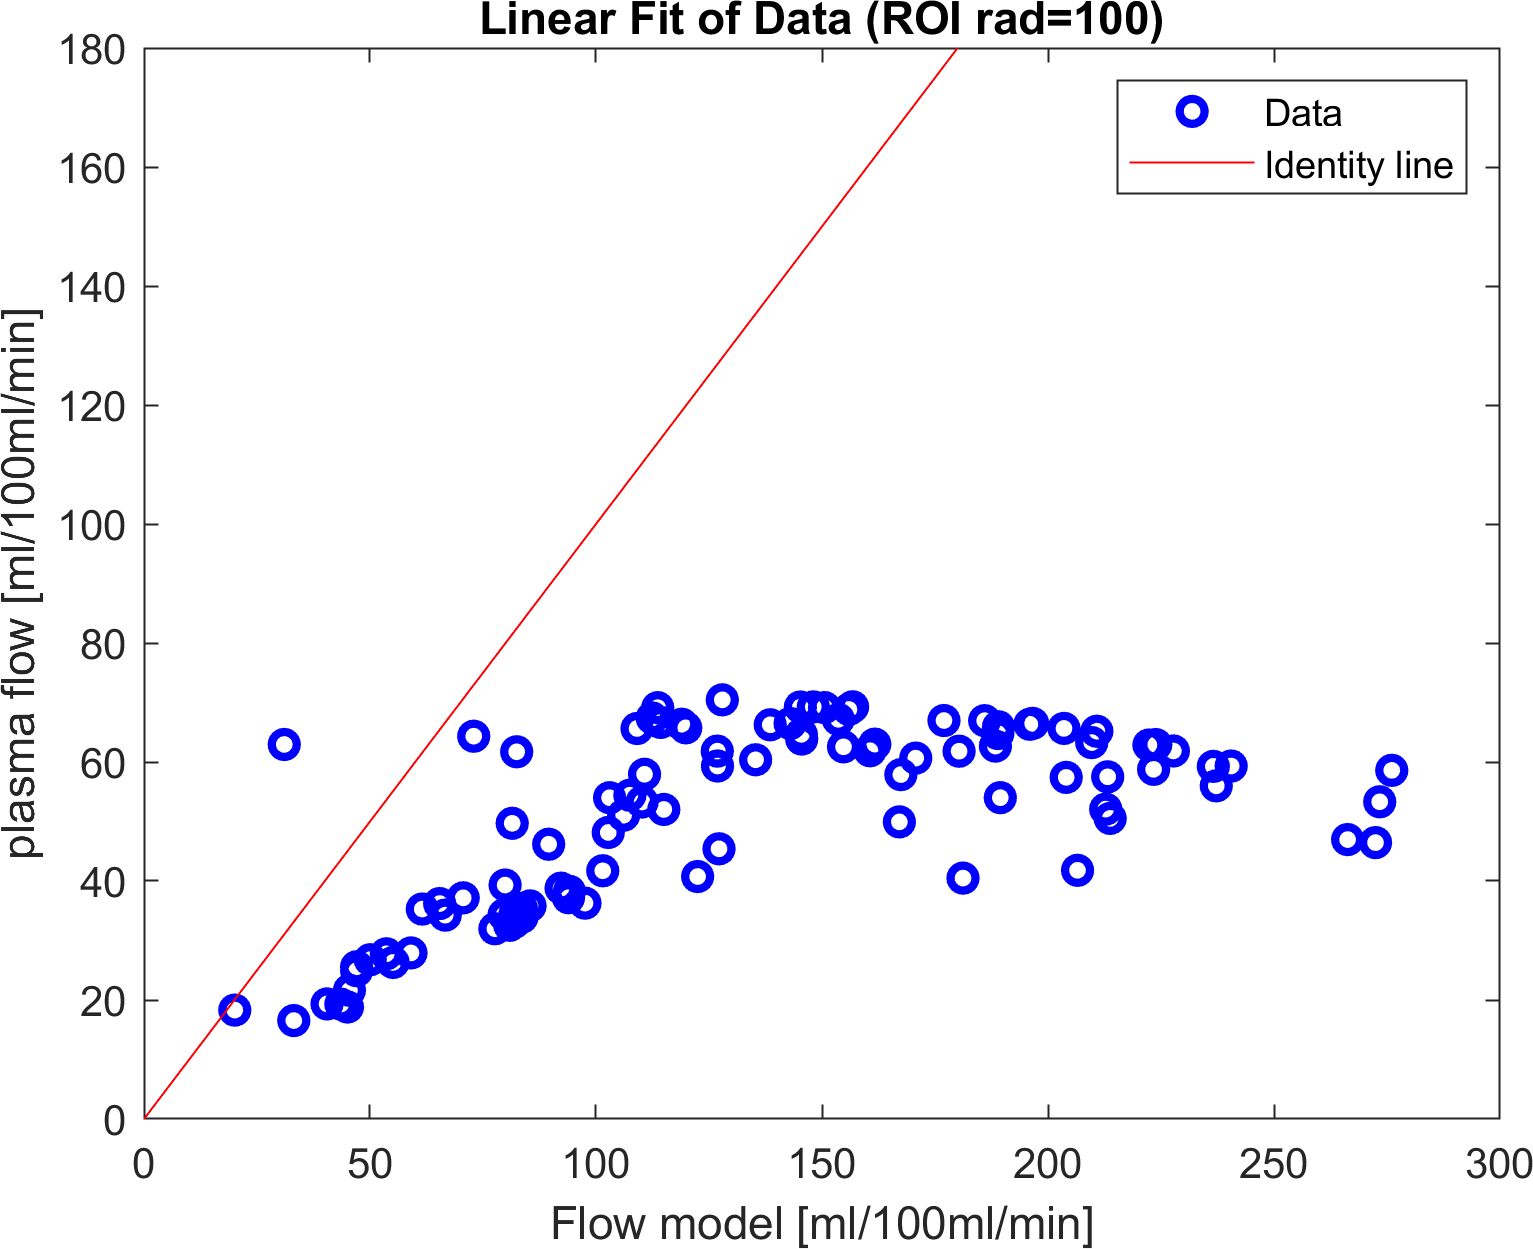 Linear Fit of Data (ROI rad=100)
180
160
140
120
100
80
60
40
20
0
plasma flow [ml/100ml/min]
Data
Identity line
0 50 100 150 200 250 300
Flow model [ml/100ml/min]